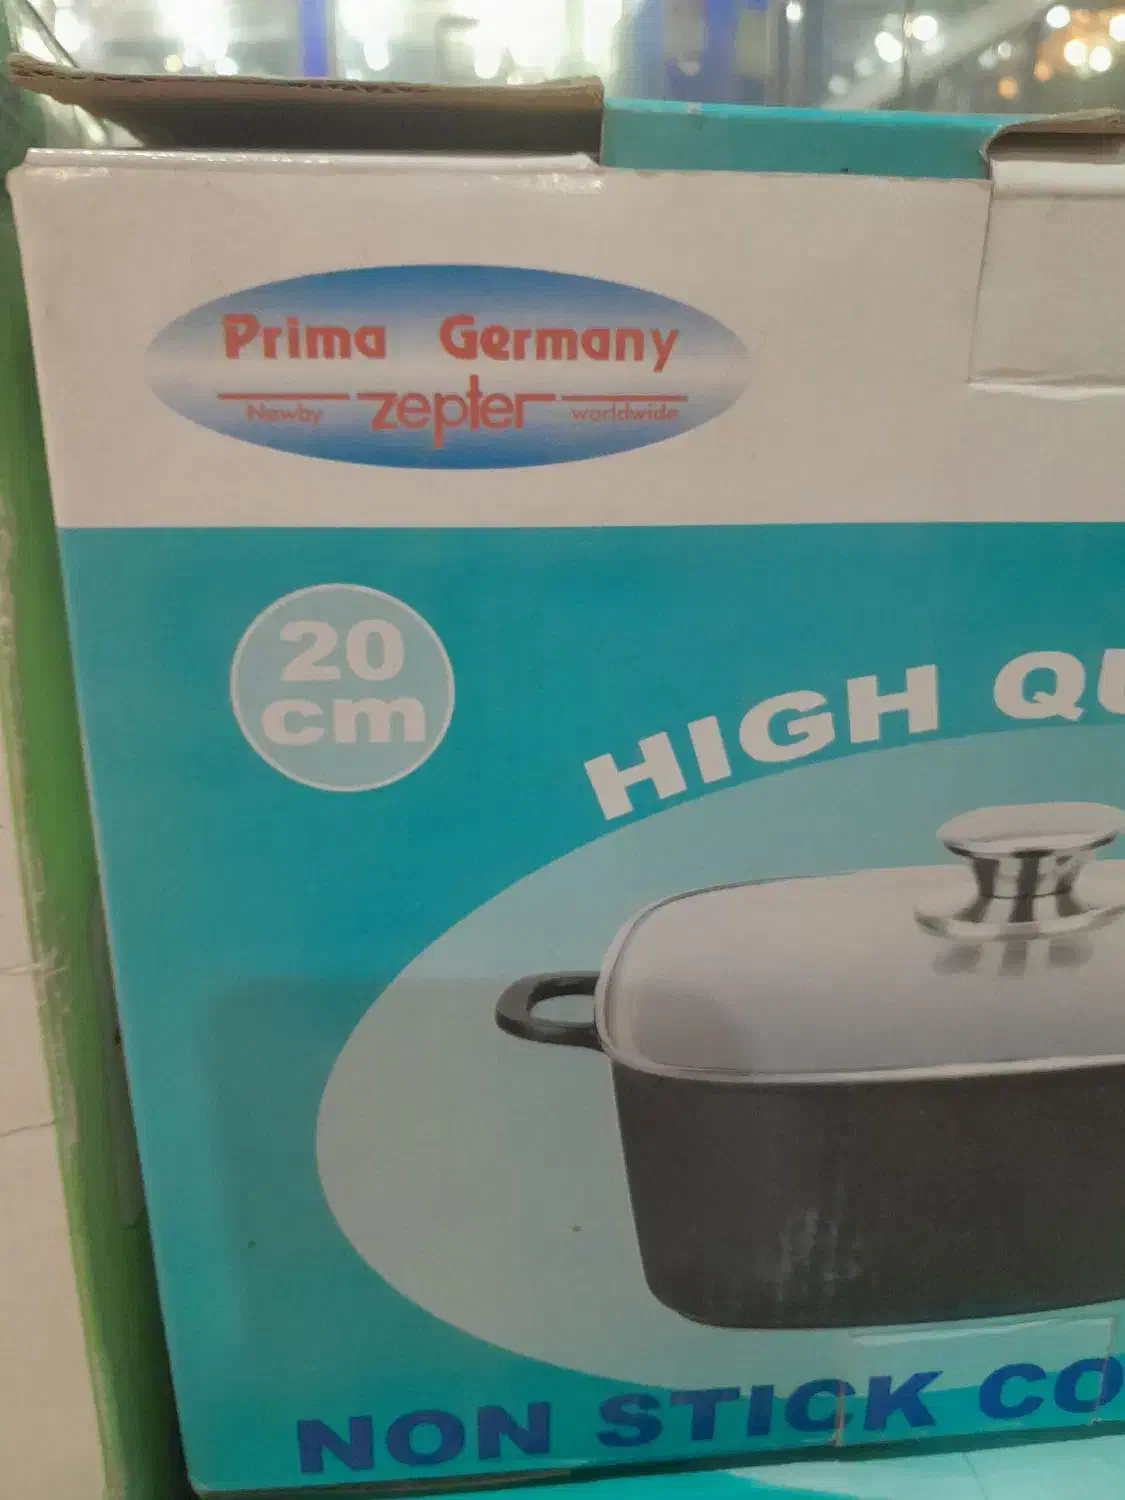 Prima Germany
Newby zepter worldwide
20
cm
HIGH QU
NON STICK CO